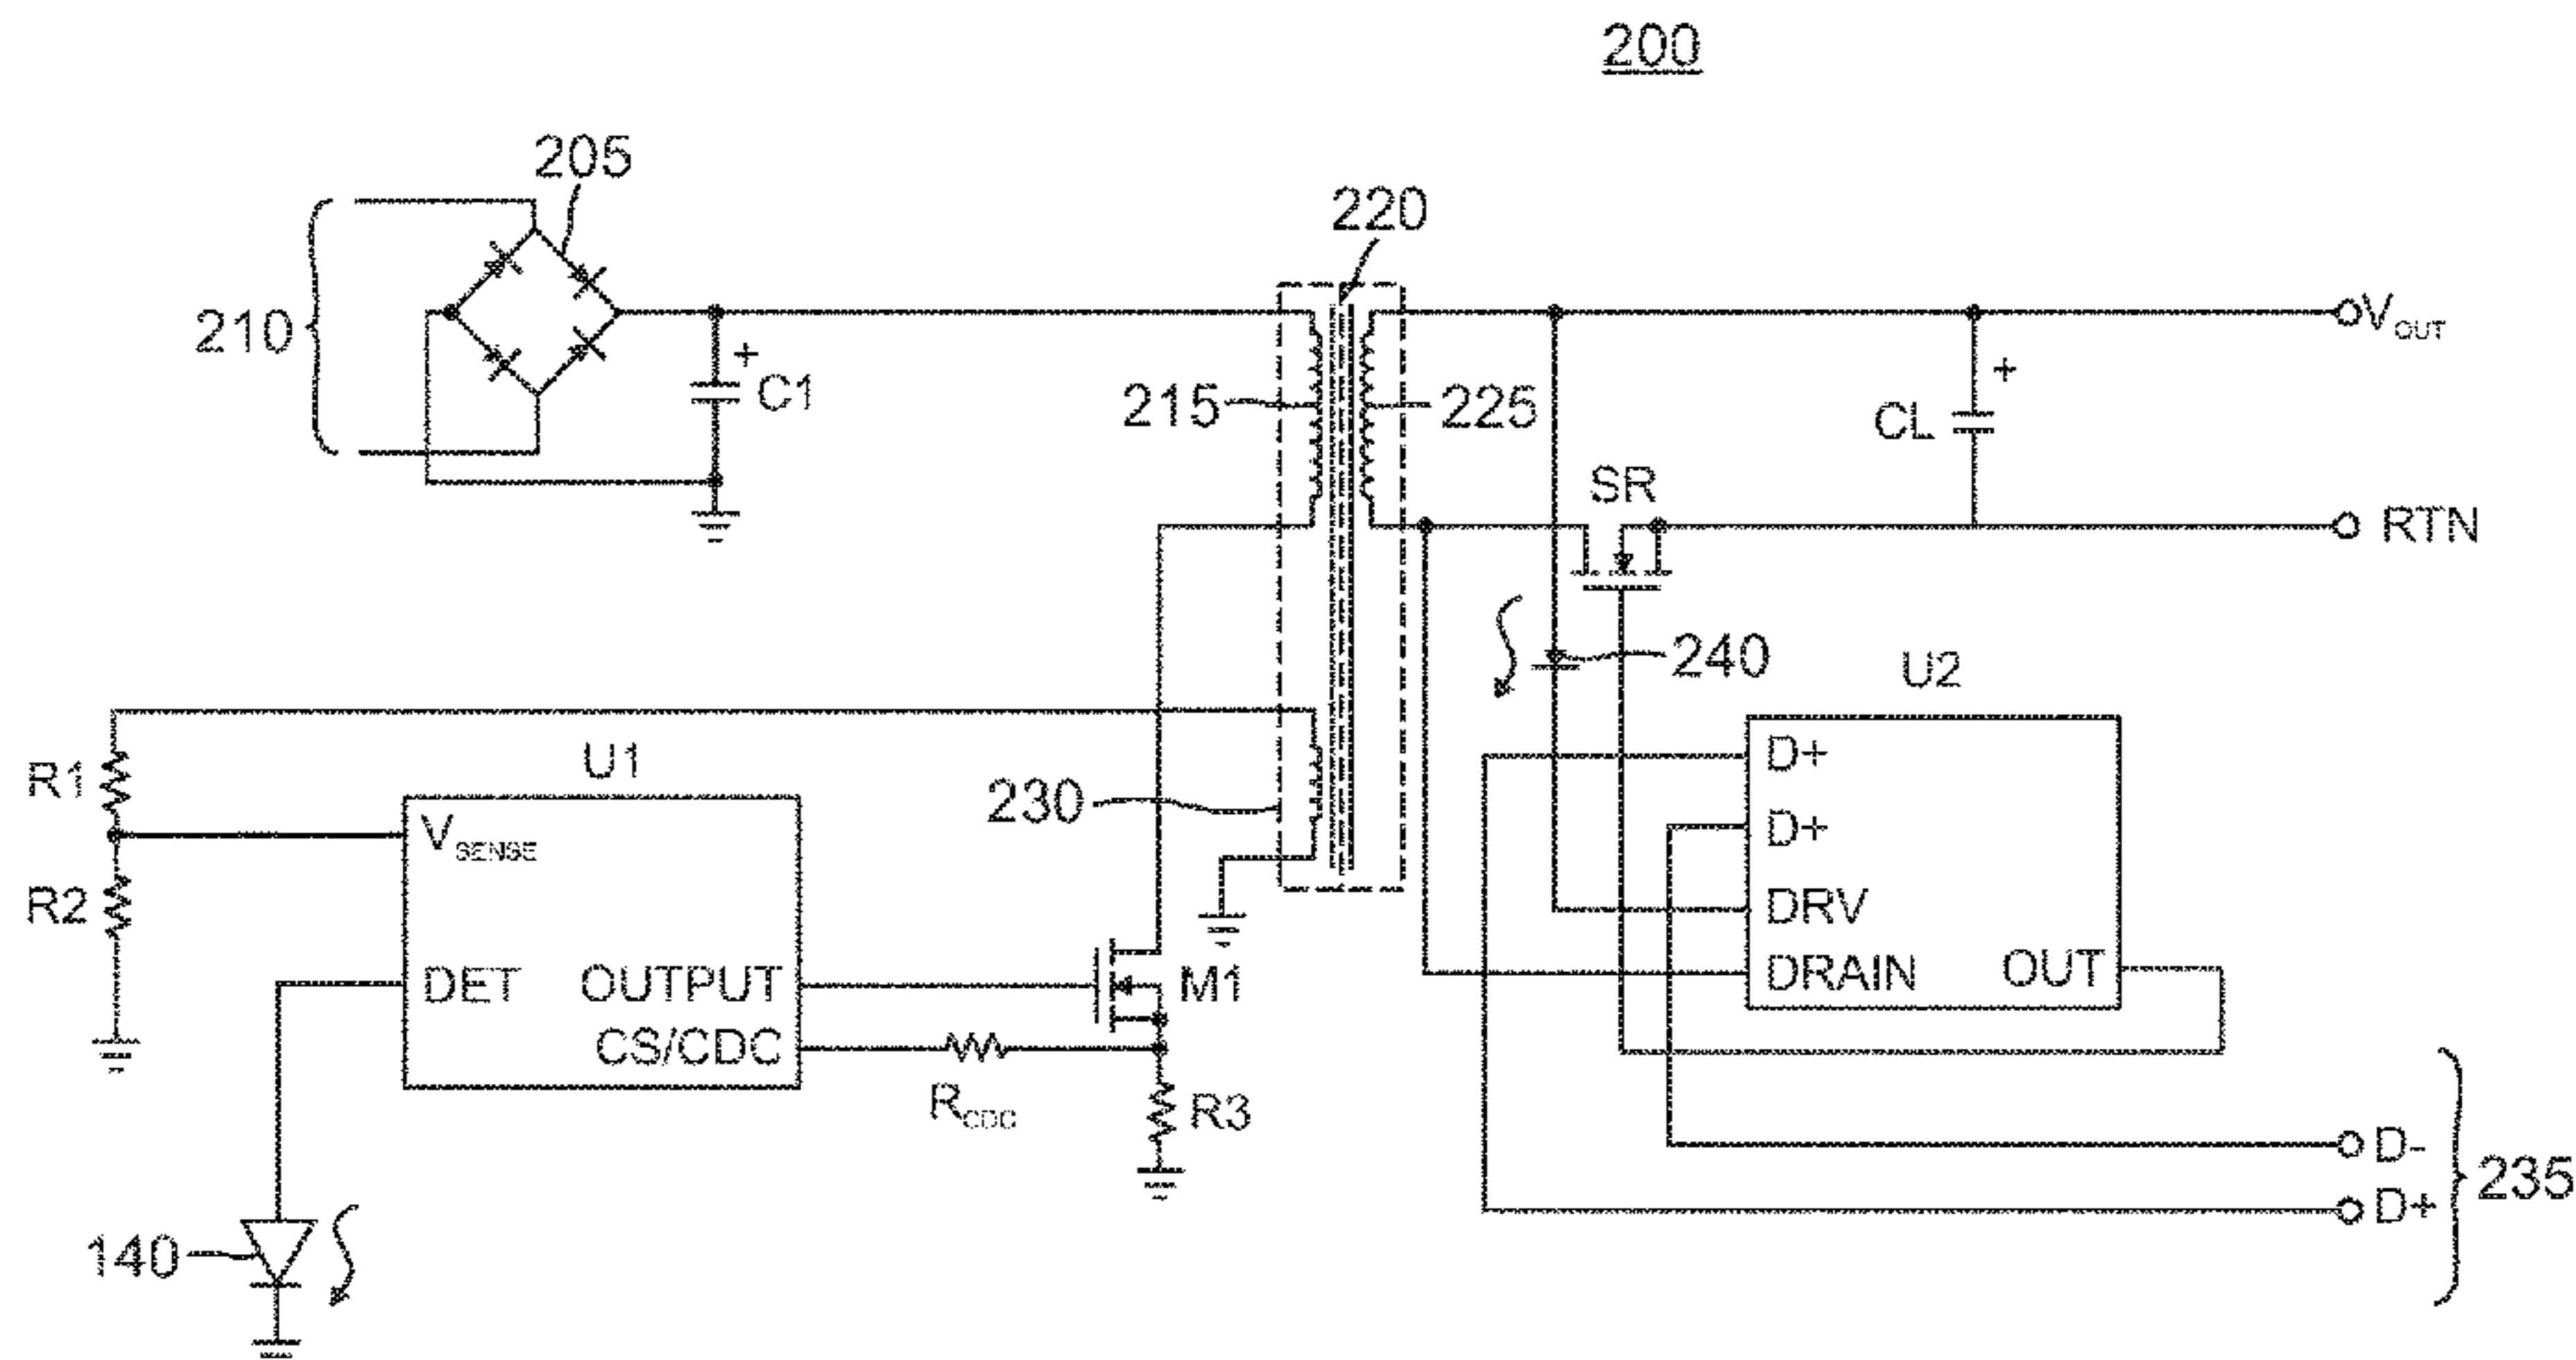 200
205
220
210
+
C1
215
225
VOUT
+
CL
SR
RTN
240
U2
R1
U1
230
D+
D+
VSENSE
R2
DRV
DET
OUTPUT
M1
DRAIN
OUT
CS/CDC
RCDC
R3
D-
235
D+
140